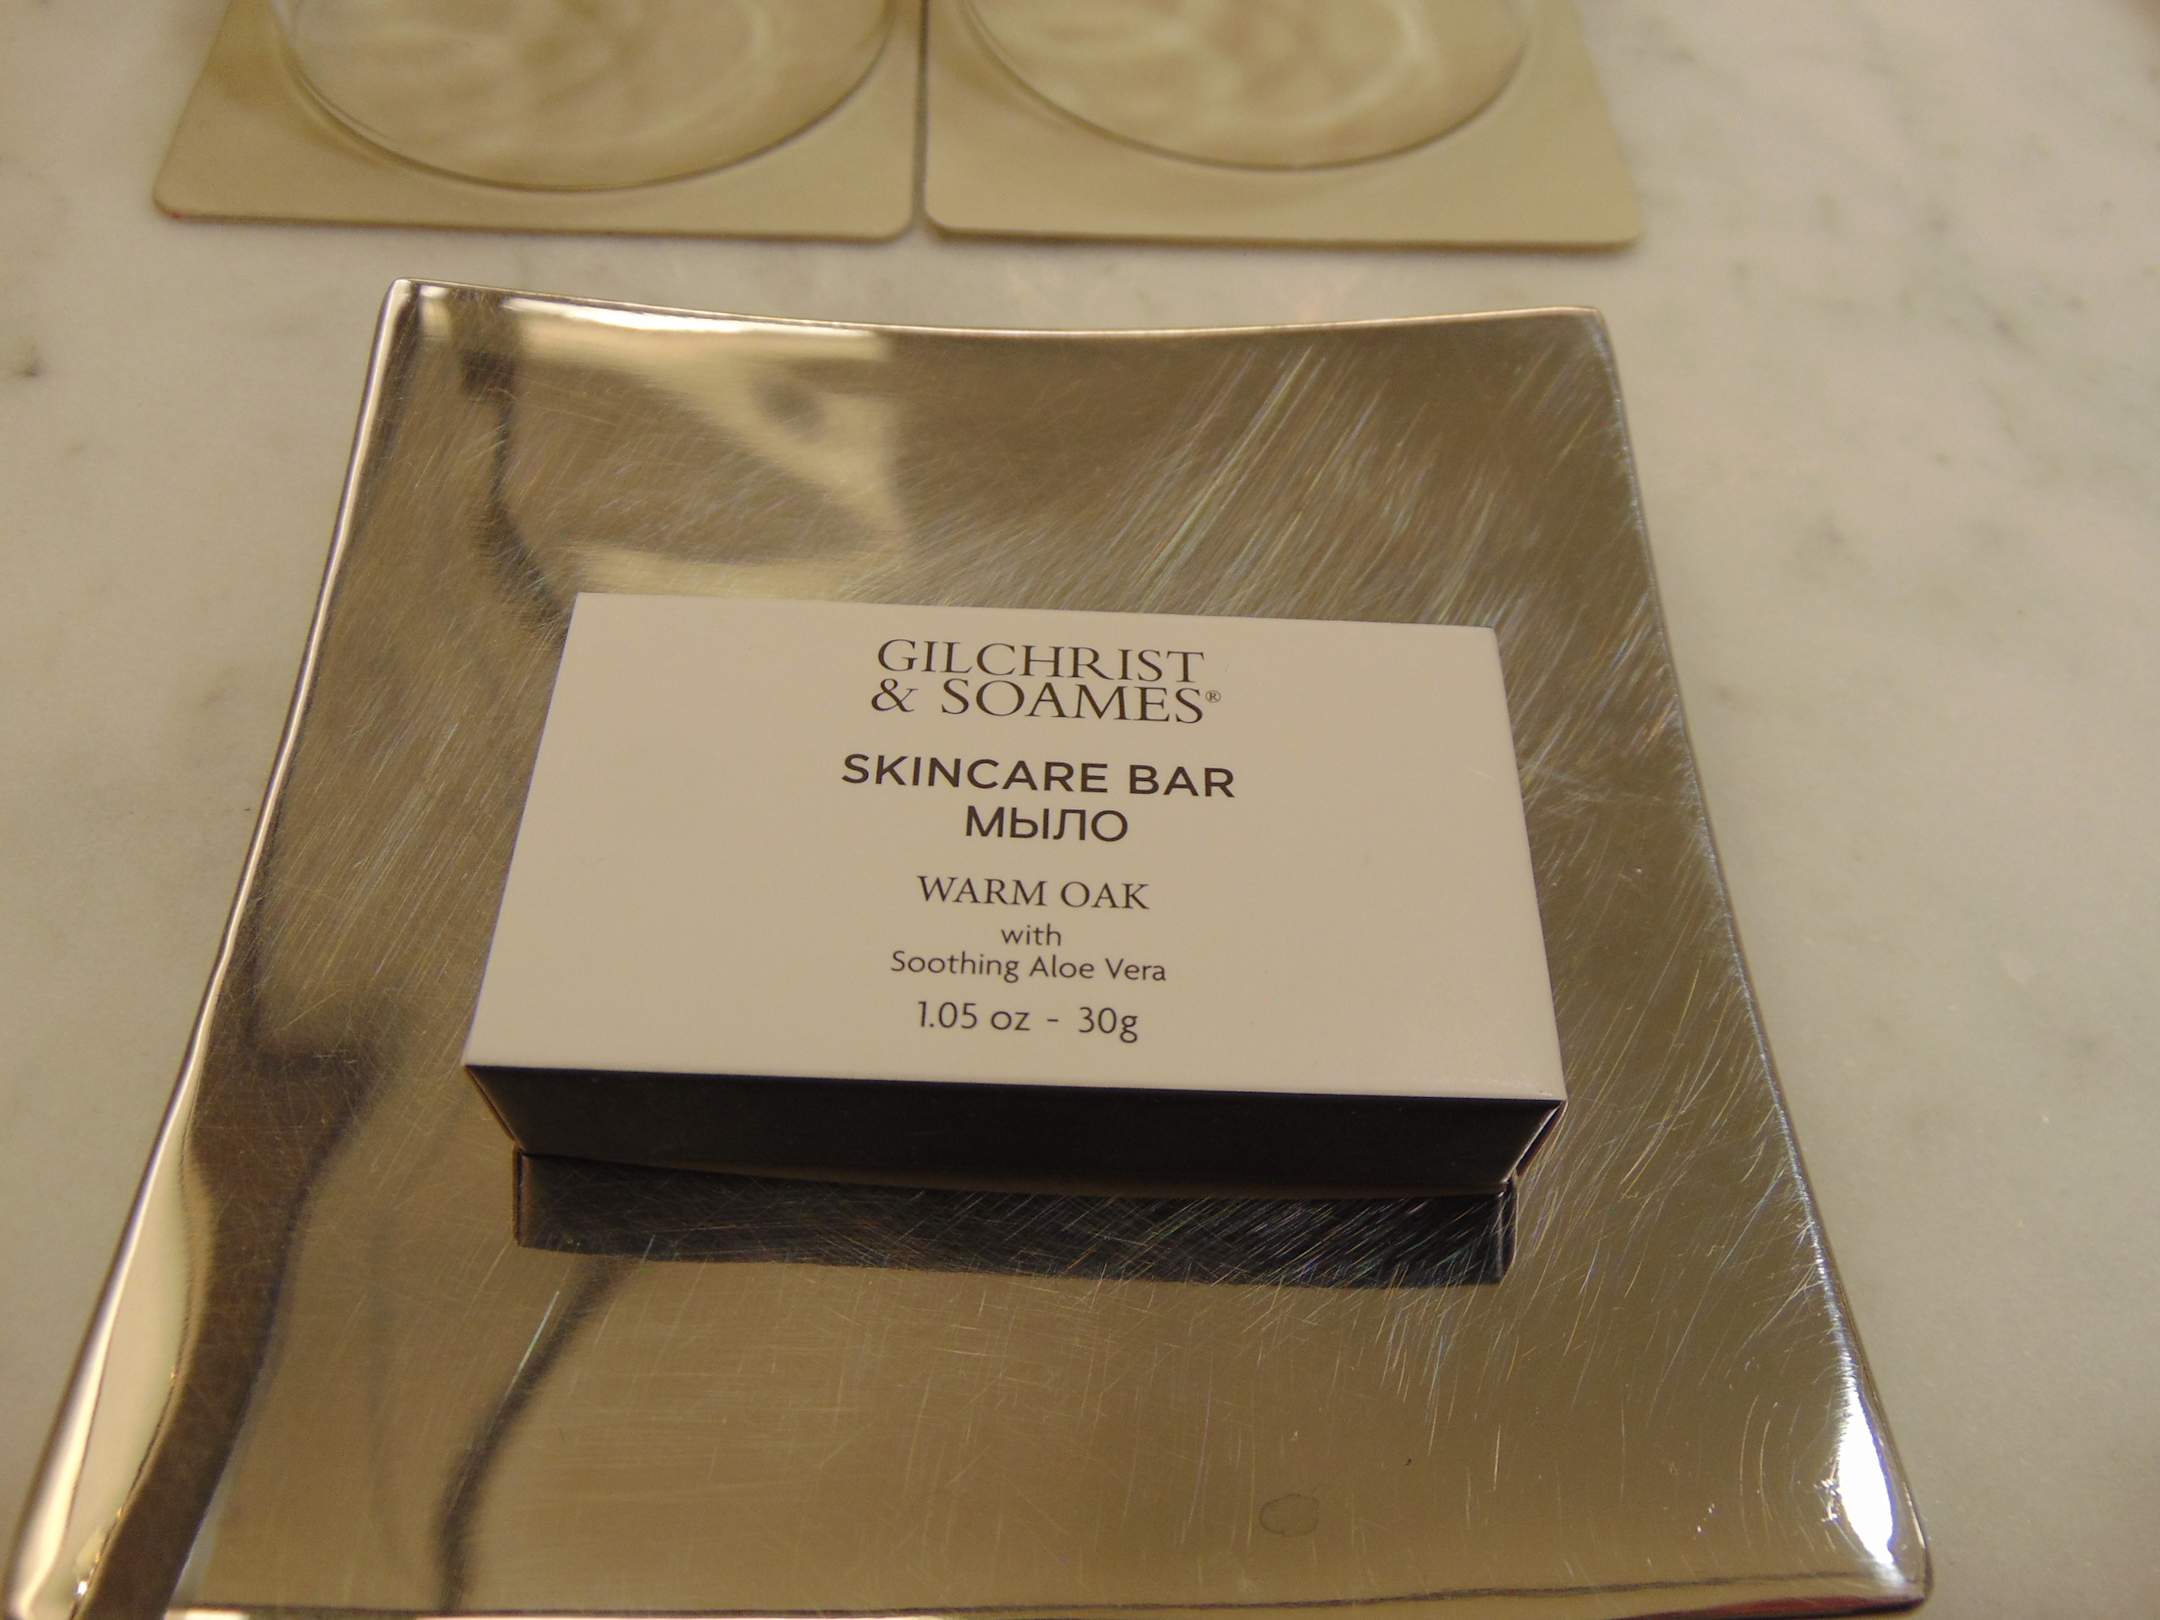 GILCHRIST
& SOAMES®
SKINCARE BAR
МЫЛО
WARM OAK
with
Soothing Aloe Vera
1.05 oz - 30g